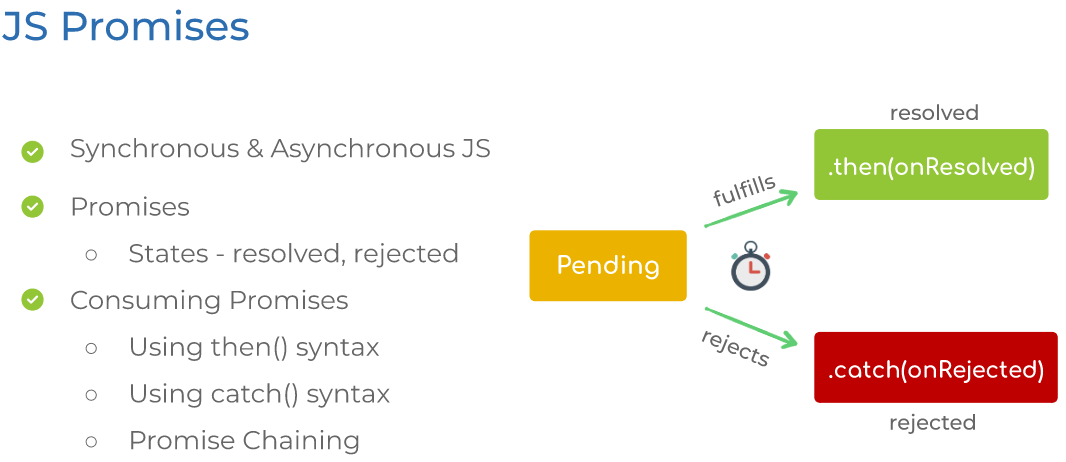 JS Promises
Synchronous & Asynchronous JS
Promises
States - resolved, rejected
Consuming Promises
Using then() syntax
Using catch() syntax
Promise Chaining
resolved
.then(onResolved)
fulfills
Pending
rejects
.catch(onRejected)
rejected